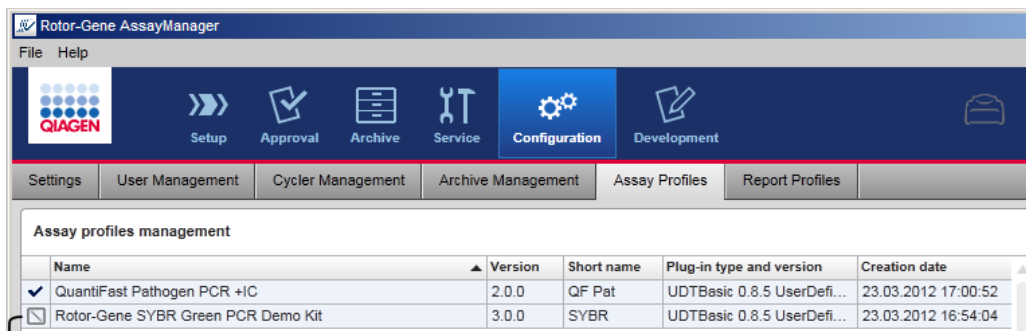 Rotor-Gene AssayManager
File Help
QIAGEN
Setup Approval Archive Service Configuration Development
Settings User Management Cycler Management Archive Management Assay Profiles Report Profiles
Assay profiles management
Name Version Short name Plug-in type and version Creation date
QuantiFast Pathogen PCR +IC 2.0.0 QF Pat UDTBasic 0.8.5 UserDefi... 23.03.2012 17:00:52
Rotor-Gene SYBR Green PCR Demo Kit 3.0.0 SYBR UDTBasic 0.8.5 UserDefi... 23.03.2012 16:54:04